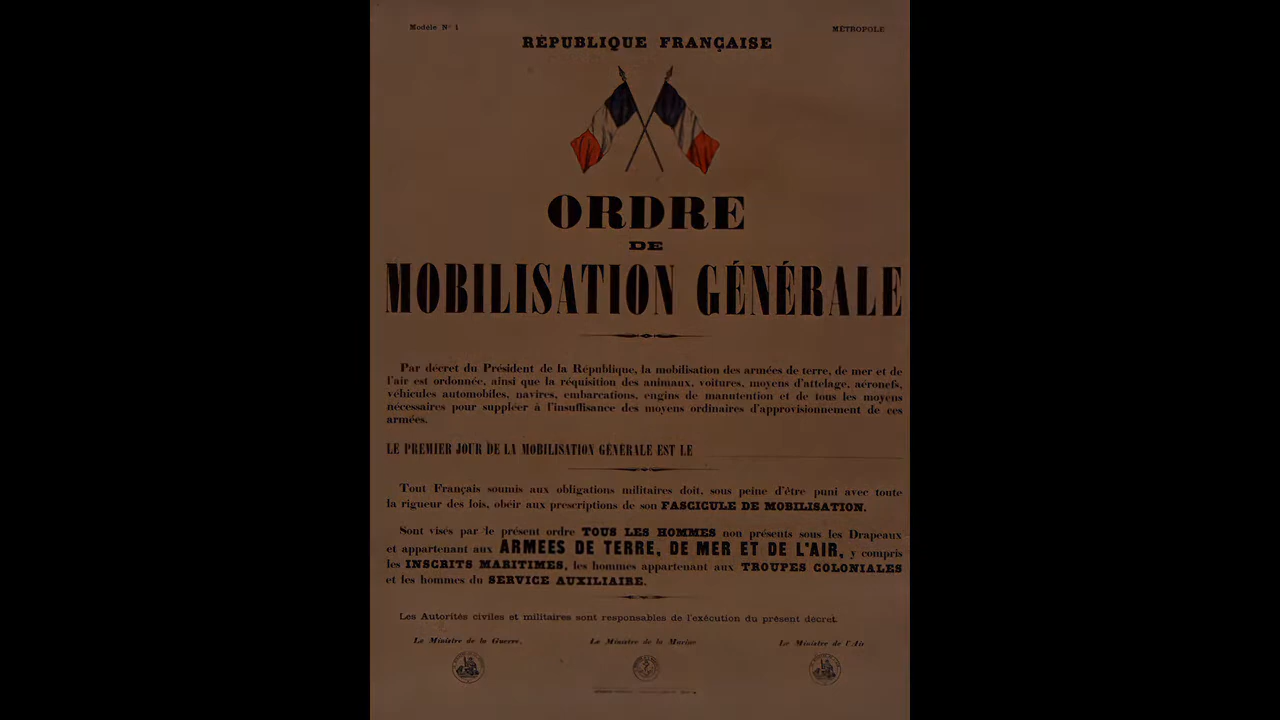 Modèle N° 1
MÉTROPOLE
RÉPUBLIQUE FRANÇAISE
ORDRE
DE
MOBILISATION GÉNÉRALE
Par décret du Président de la République, la mobilisation des armées de terre, de mer et de
l'air est ordonnée, ainsi que la réquisition des animaux, voitures, moyens d'attelage, aéronefs,
véhicules automobiles, navires, embarcations, engins de manutention et de tous les moyens
nécessaires pour suppléer à l'insuffisance des moyens ordinaires d'approvisionnement de ces
armées.
LE PREMIER JOUR DE LA MOBILISATION GÉNÉRALE EST LE
Tout Français soumis aux obligations militaires doit, sous peine d'être puni avec toute
la rigueur des lois, obéir aux prescriptions de son FASCICULE DE MOBILISATION.
Sont visés par le présent ordre TOUS LES HOMMES non présents sous les Drapeaux
et appartenant aux ARMÉES DE TERRE, DE MER ET DE L'AIR, y compris
les INSCRITS MARITIMES, les hommes appartenant aux TROUPES COLONIALES
et les hommes du SERVICE AUXILIAIRE.
Les Autorités civiles et militaires sont responsables de l'exécution du présent décret.
Le Ministre de la Guerre,
Le Ministre de la Marine
Le Ministre de l'Air